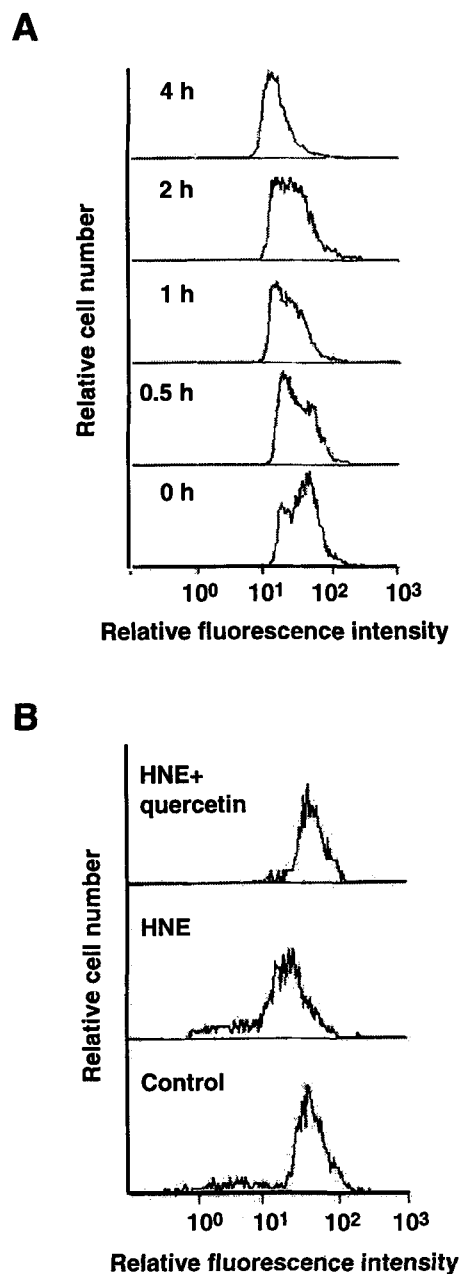 A
Relative cell number
4 h
2 h
1 h
0.5 h
0 h
10⁰ 10¹ 10² 10³
Relative fluorescence intensity
B
Relative cell number
HNE+
quercetin
HNE
Control
10⁰ 10¹ 10² 10³
Relative fluorescence intensity